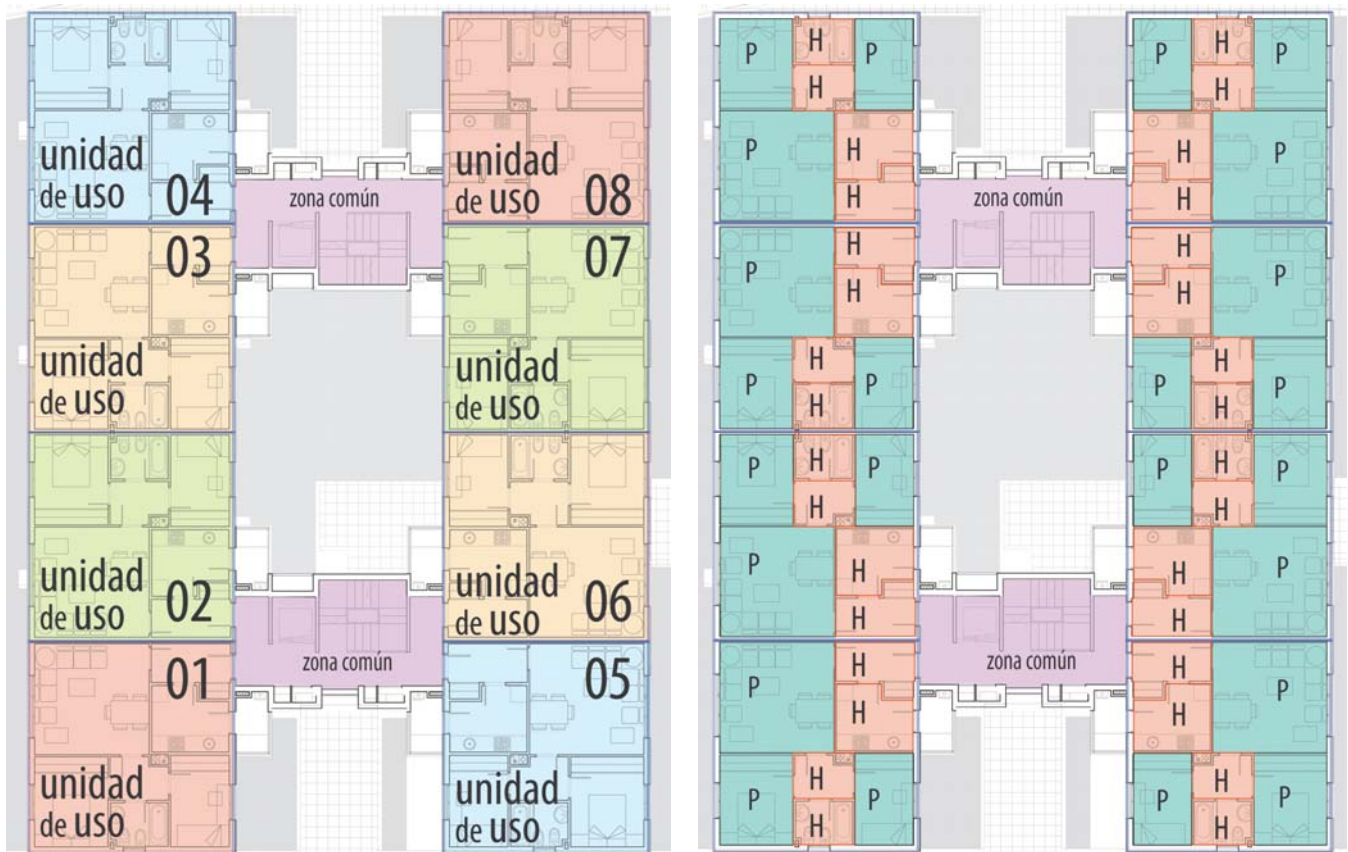 unidad
de uso 04
unidad
de uso 08
zona común
03
unidad
de uso
07
unidad
de uso
unidad
de uso 02
unidad
de uso 06
zona común
01
unidad
de uso
05
unidad
de uso
P H P P H P
H H
P H H P
H zona común H
H H
P H H P
H H
P P P P
H H
P H P P H P
H H
P H H P
H H
H zona común H
P P
H H
H H
P P P P
H H